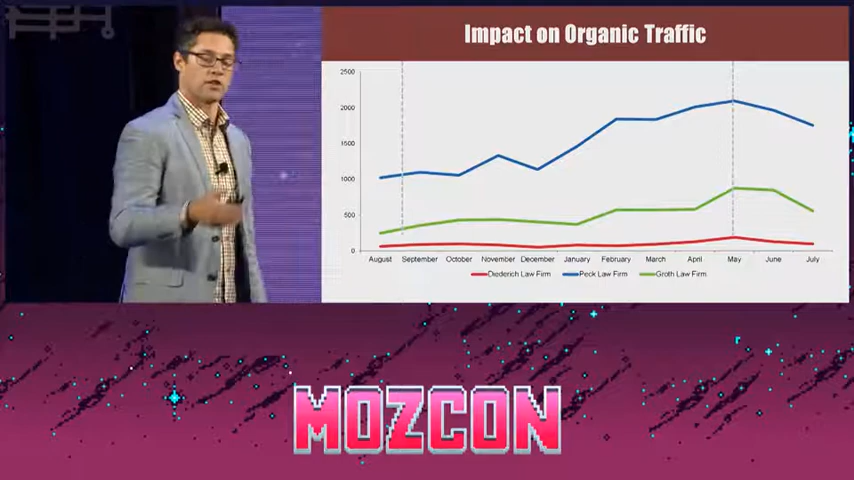 Impact on Organic Traffic
2500
2000
1500
1000
500
0
August September October November December January February March April May June July
Diederich Law Firm Peck Law Firm Groth Law Firm
MOZCON